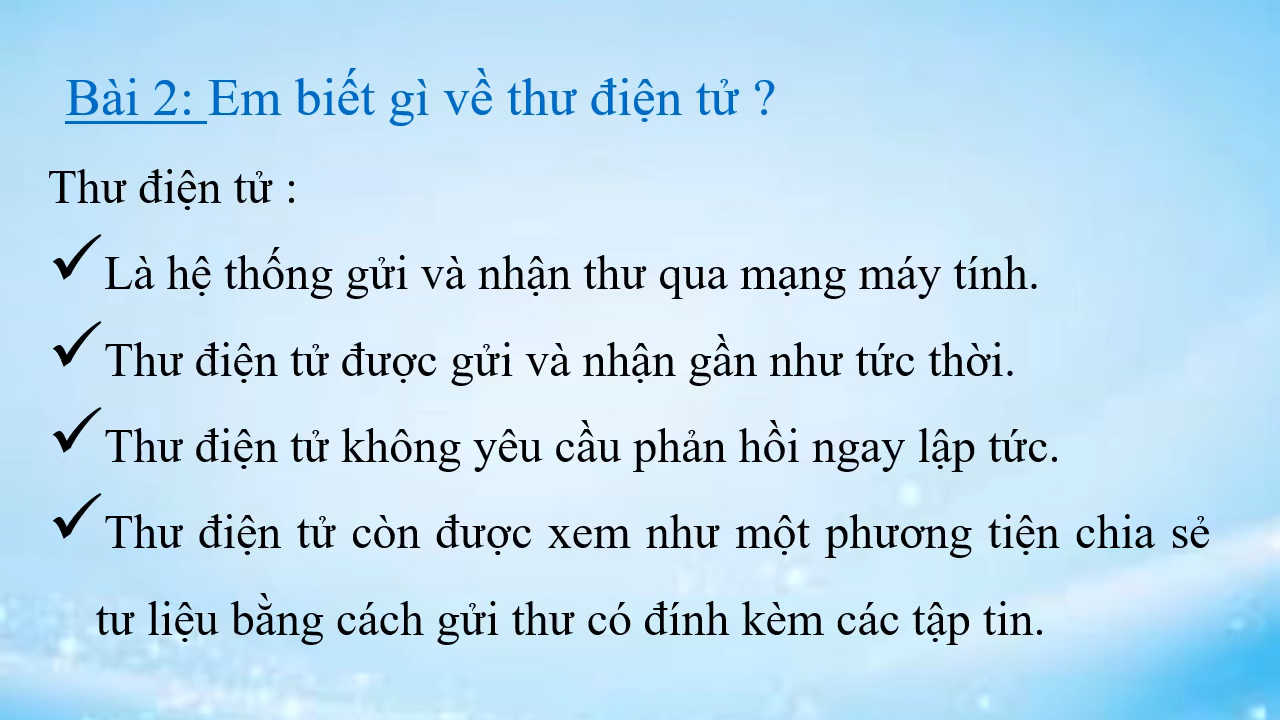 Bài 2: Em biết gì về thư điện tử ?
Thư điện tử :
✓Là hệ thống gửi và nhận thư qua mạng máy tính.
✓Thư điện tử được gửi và nhận gần như tức thời.
✓Thư điện tử không yêu cầu phản hồi ngay lập tức.
✓Thư điện tử còn được xem như một phương tiện chia sẻ
tư liệu bằng cách gửi thư có đính kèm các tập tin.